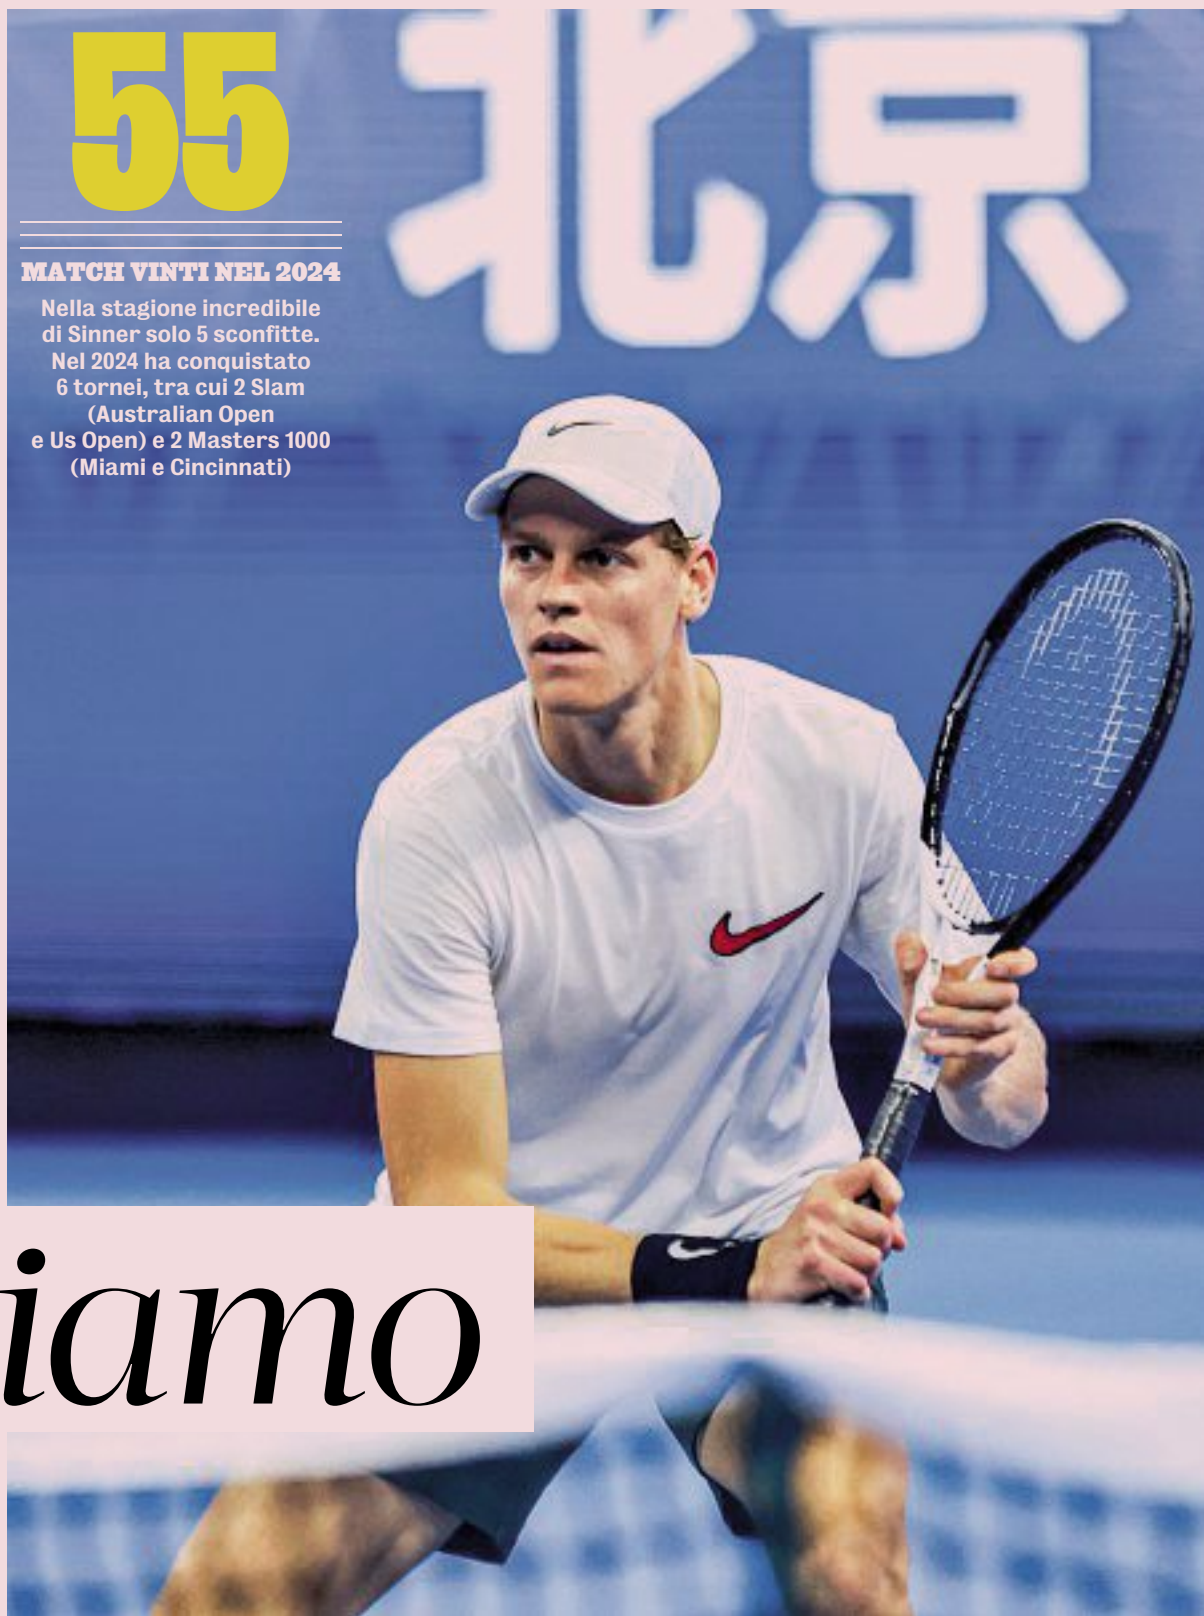 55
北京
MATCH VINTI NEL 2024
Nella stagione incredibile
di Sinner solo 5 sconfitte.
Nel 2024 ha conquistato
6 tornei, tra cui 2 Slam
(Australian Open
e Us Open) e 2 Masters 1000
(Miami e Cincinnati)
iamo